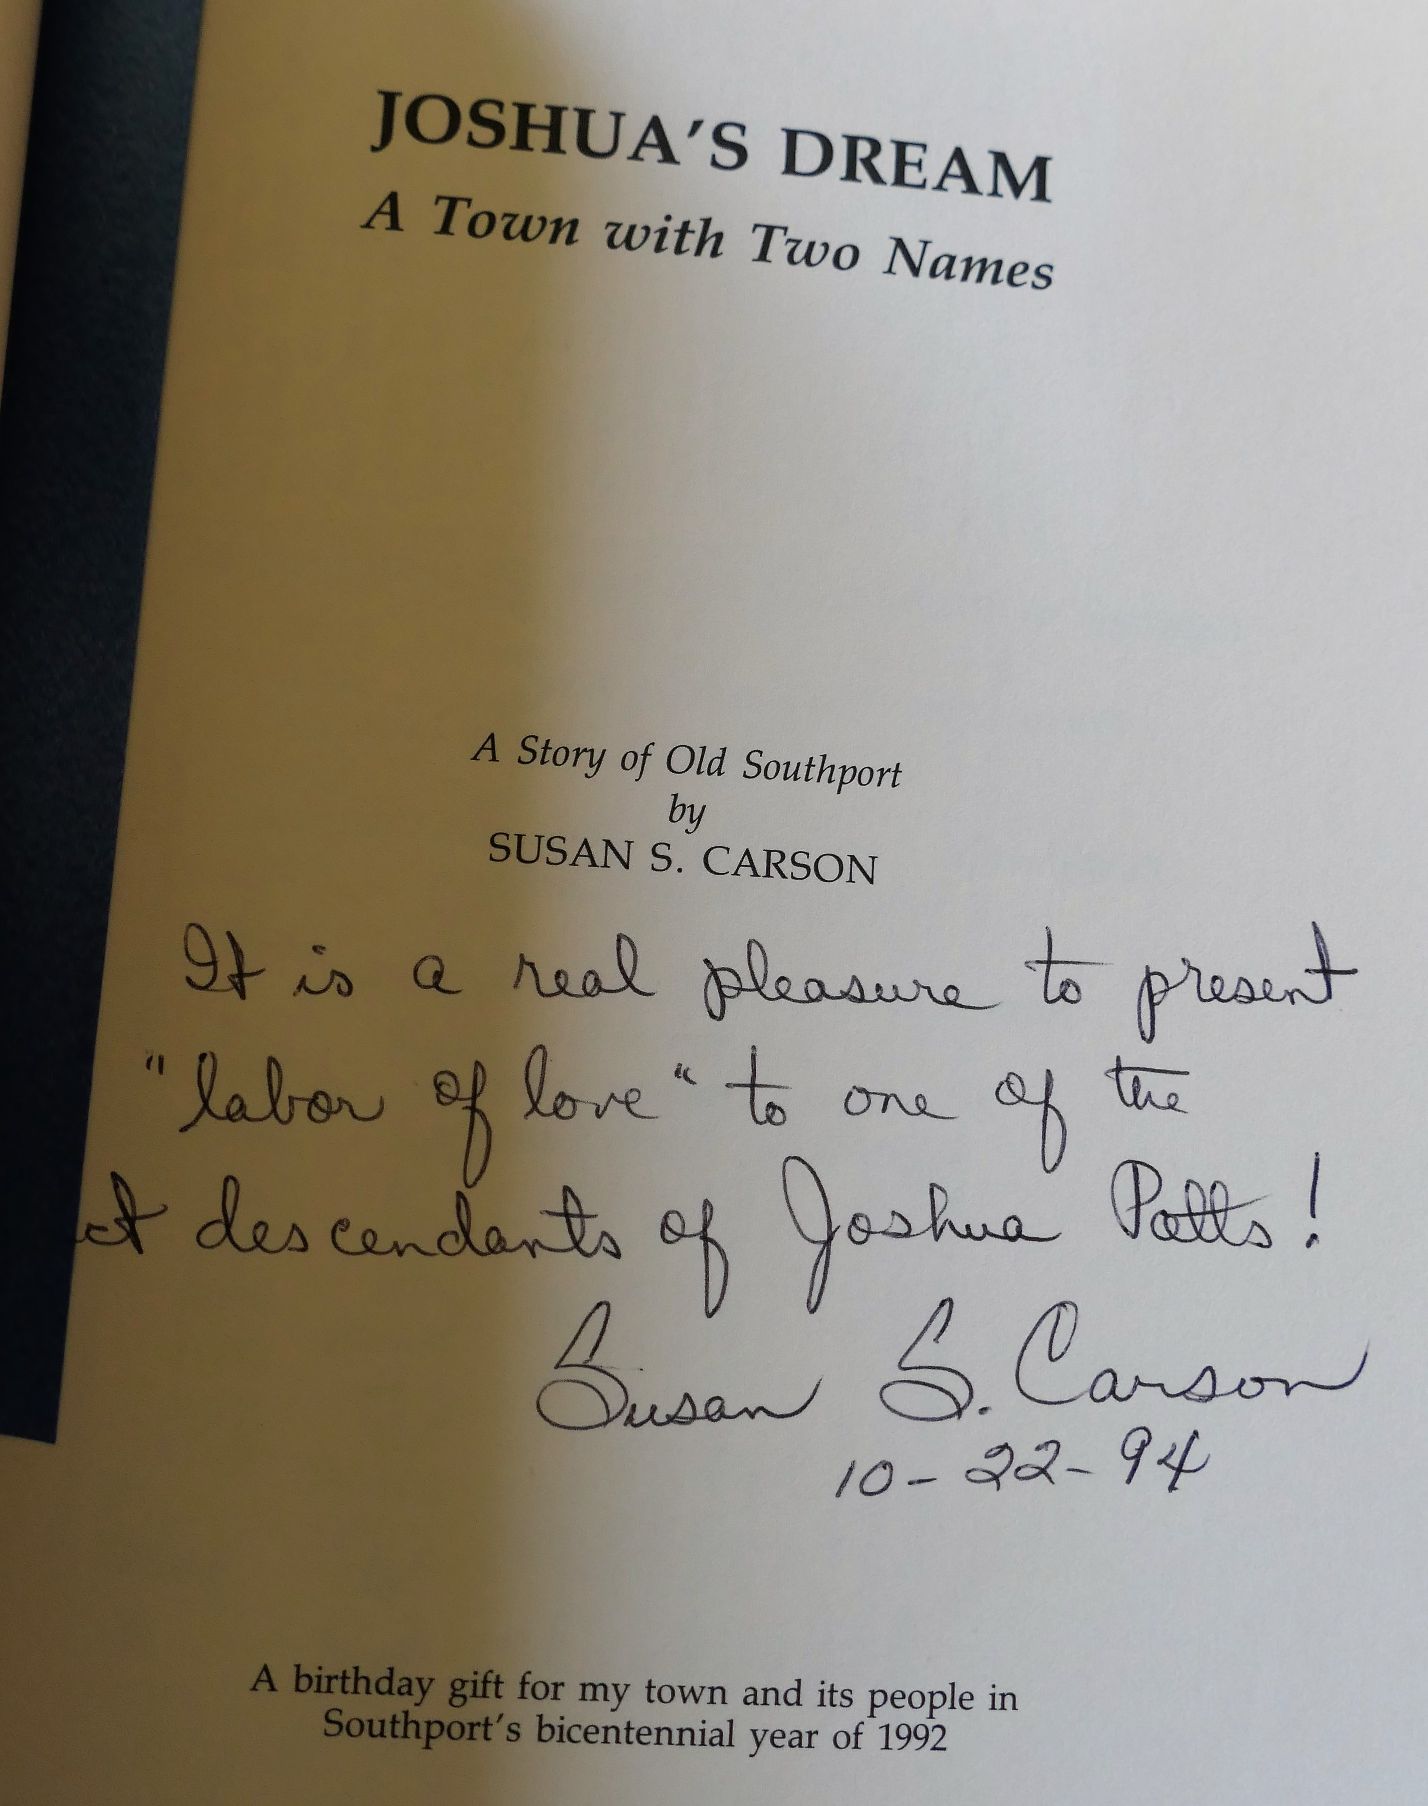 JOSHUA'S DREAM
A Town with Two Names
A Story of Old Southport
by
SUSAN S. CARSON
It is a real pleasure to present
"labor of love" to one of the
ct descendants of Joshua Potts!
Susan S. Carson
10-22-94
A birthday gift for my town and its people in
Southport's bicentennial year of 1992